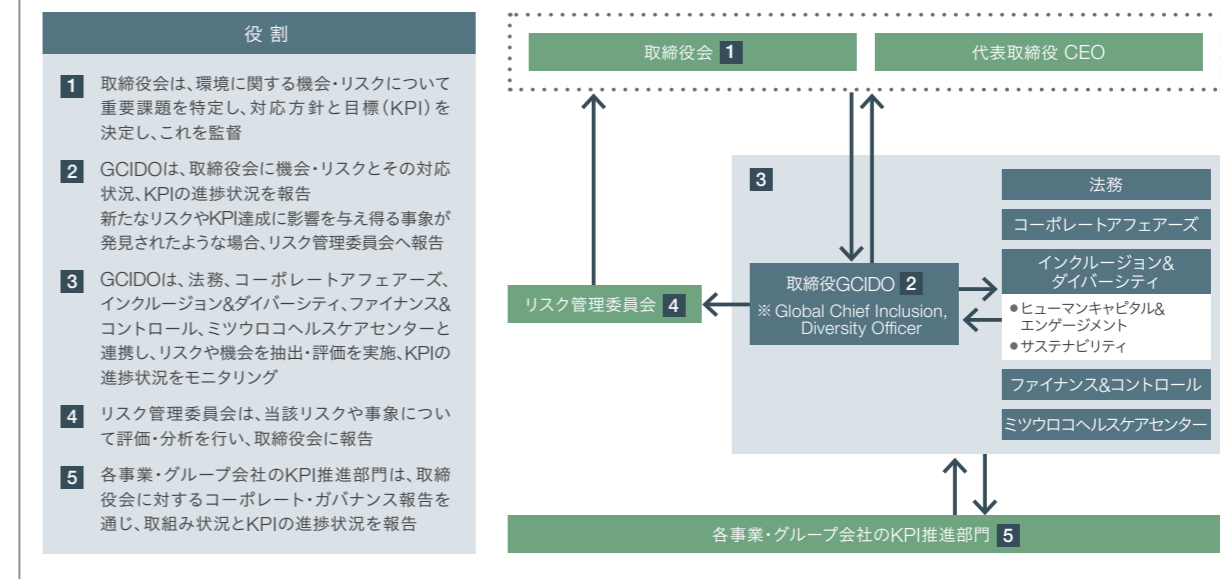 役割
1 取締役会は、環境に関する機会・リスクについて
重要課題を特定し、対応方針と目標（KPI）を
決定し、これを監督
2 GCIDOは、取締役会に機会・リスクとその対応
状況、KPIの進捗状況を報告
新たなリスクやKPI達成に影響を与え得る事象が
発見されたような場合、リスク管理委員会へ報告
3 GCIDOは、法務、コーポレートアフェアーズ、
インクルージョン&ダイバーシティ、ファイナンス&
コントロール、ミツウロコヘルスケアセンターと
連携し、リスクや機会を抽出・評価を実施、KPIの
進捗状況をモニタリング
4 リスク管理委員会は、当該リスクや事象につい
て評価・分析を行い、取締役会に報告
5 各事業・グループ会社のKPI推進部門は、取締
役会に対するコーポレート・ガバナンス報告を
通じ、取組み状況とKPIの進捗状況を報告
取締役会 1
代表取締役 CEO
3
法務
コーポレートアフェアーズ
インクルージョン&
ダイバーシティ
●ヒューマンキャピタル&
エンゲージメント
●サステナビリティ
ファイナンス&コントロール
ミツウロコヘルスケアセンター
取締役GCIDO 2
※Global Chief Inclusion,
Diversity Officer
リスク管理委員会 4
各事業・グループ会社のKPI推進部門 5